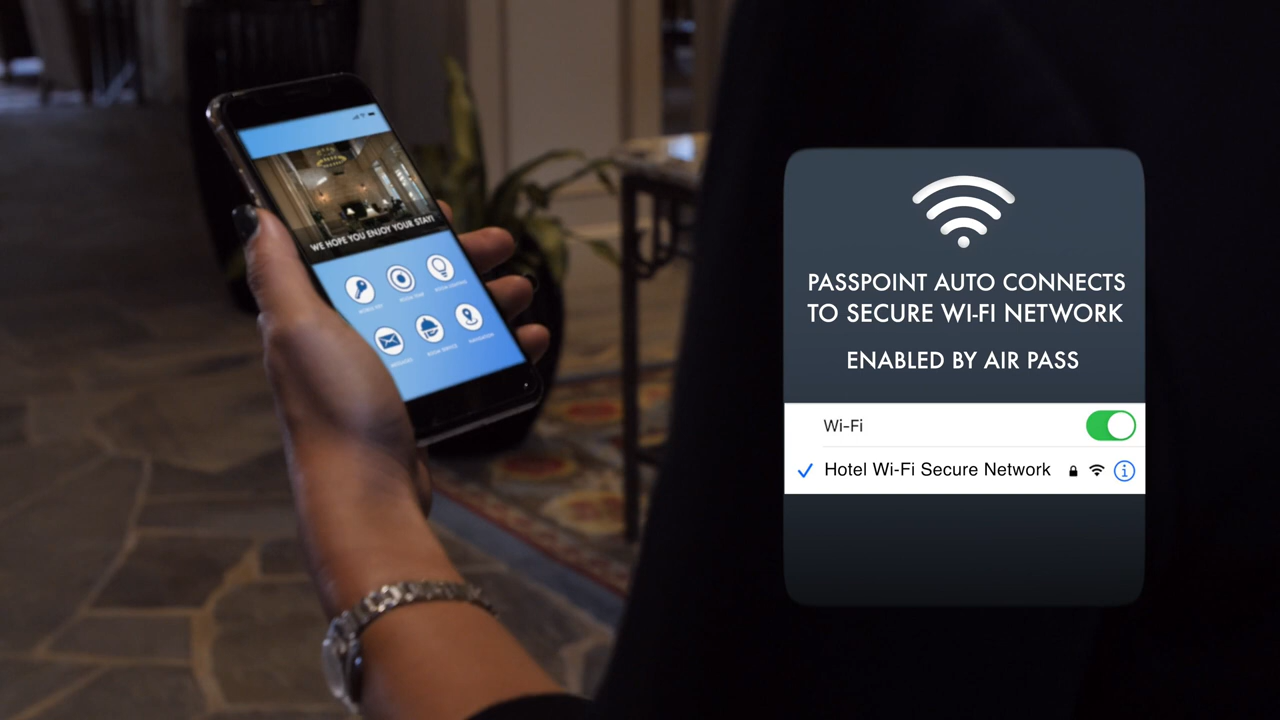 WE HOPE YOU ENJOY YOUR STAY!
PASSPOINT AUTO CONNECTS
TO SECURE WI-FI NETWORK
ENABLED BY AIR PASS
Wi-Fi
Hotel Wi-Fi Secure Network